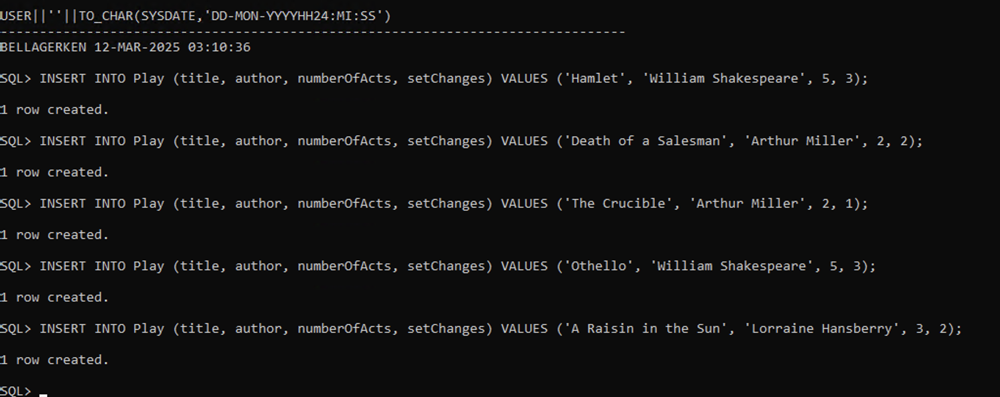 USER||''||TO_CHAR(SYSDATE,'DD-MON-YYYYHH24:MI:SS')
--------------------------------------------------------------------------------
BELLAGERKEN 12-MAR-2025 03:10:36
SQL> INSERT INTO Play (title, author, numberOfActs, setChanges) VALUES ('Hamlet', 'William Shakespeare', 5, 3);
1 row created.
SQL> INSERT INTO Play (title, author, numberOfActs, setChanges) VALUES ('Death of a Salesman', 'Arthur Miller', 2, 2);
1 row created.
SQL> INSERT INTO Play (title, author, numberOfActs, setChanges) VALUES ('The Crucible', 'Arthur Miller', 2, 1);
1 row created.
SQL> INSERT INTO Play (title, author, numberOfActs, setChanges) VALUES ('Othello', 'William Shakespeare', 5, 3);
1 row created.
SQL> INSERT INTO Play (title, author, numberOfActs, setChanges) VALUES ('A Raisin in the Sun', 'Lorraine Hansberry', 3, 2);
1 row created.
SQL> _